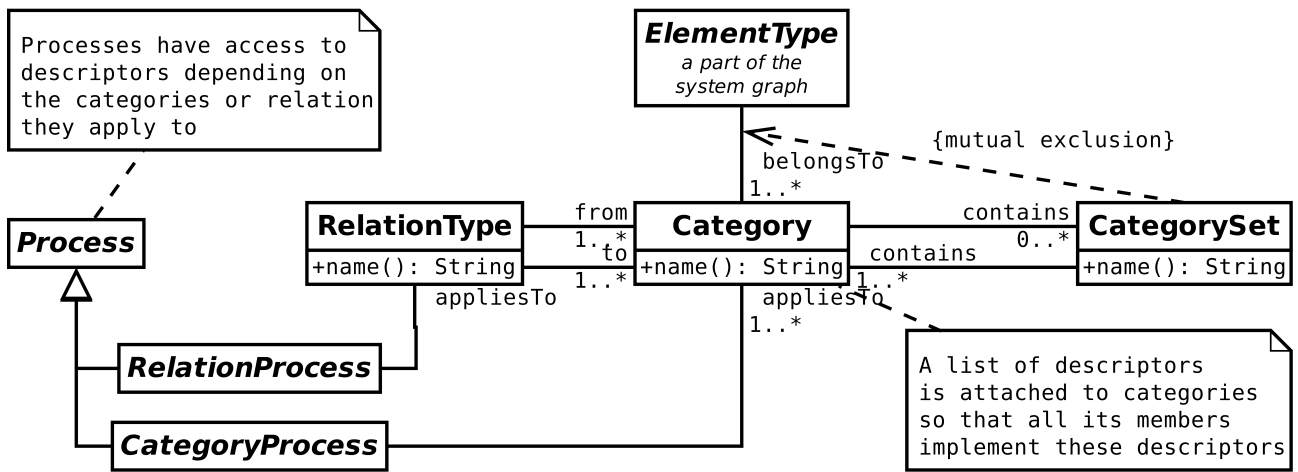 Processes have access to
descriptors depending on
the categories or relation
they apply to
ElementType
a part of the
system graph
{mutual exclusion}
belongsTo
1..*
Process
RelationType
+name(): String
from
1..*
to
1..*
Category
+name(): String
contains
0..*
contains
1..*
CategorySet
+name(): String
appliesTo
appliesTo
1..*
RelationProcess
CategoryProcess
A list of descriptors
is attached to categories
so that all its members
implement these descriptors